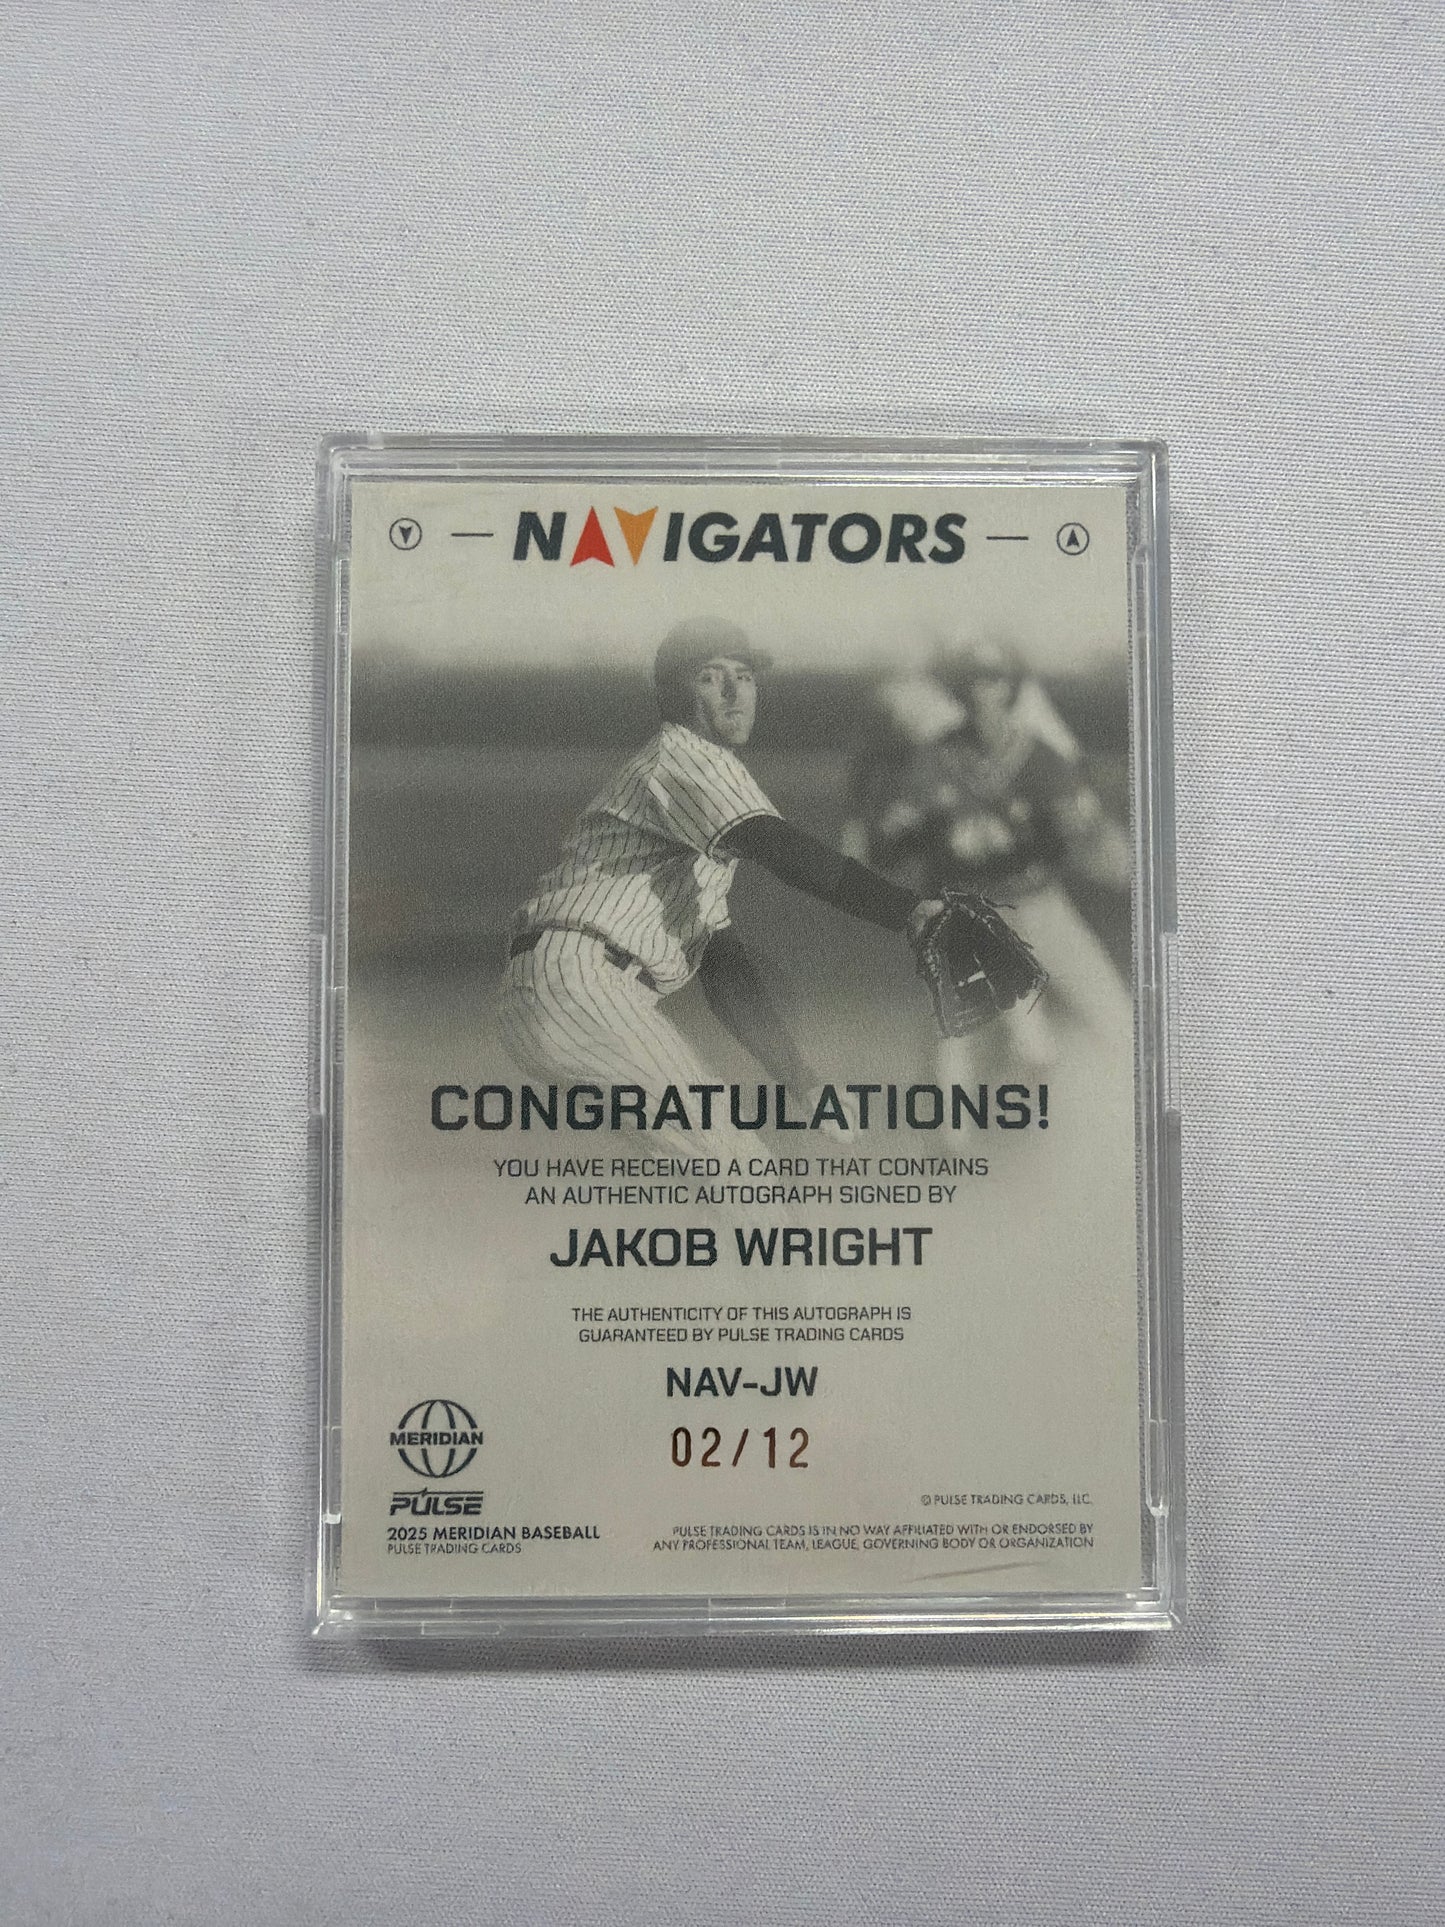 NAVIGATORS
CONGRATULATIONS!
YOU HAVE RECEIVED A CARD THAT CONTAINS
AN AUTHENTIC AUTOGRAPH SIGNED BY
JAKOB WRIGHT
THE AUTHENTICITY OF THIS AUTOGRAPH IS
GUARANTEED BY PULSE TRADING CARDS
NAV-JW
02/12
MERIDIAN
PULSE
2025 MERIDIAN BASEBALL
PULSE TRADING CARDS
© PULSE TRADING CARDS, LLC.
PULSE TRADING CARDS IS IN NO WAY AFFILIATED WITH OR ENDORSED BY
ANY PROFESSIONAL TEAM, LEAGUE, GOVERNING BODY OR ORGANIZATION